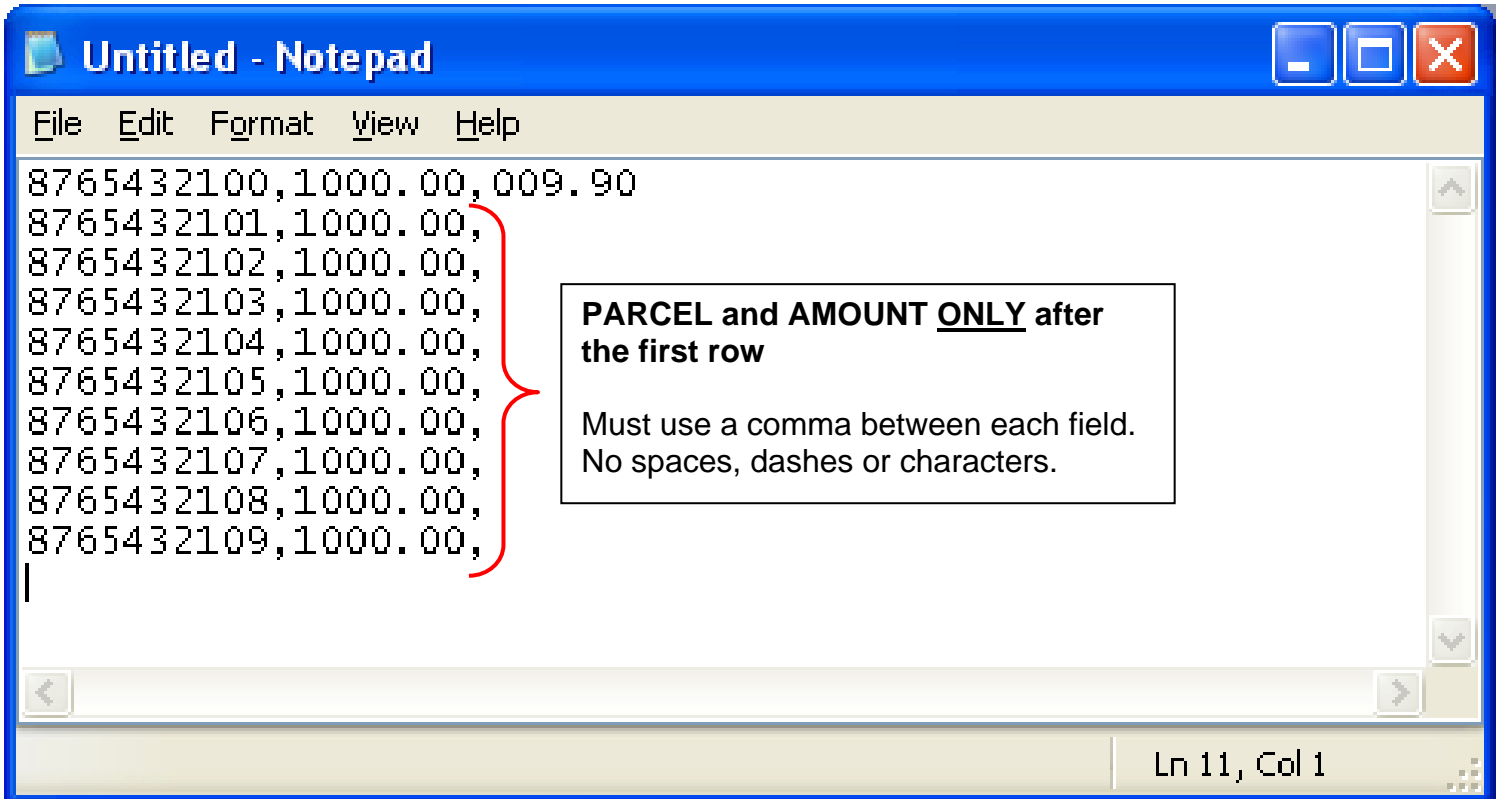 Untitled - Notepad
File Edit Format View Help
8765432100,1000.00,009.90
8765432101,1000.00,
8765432102,1000.00,
8765432103,1000.00,
8765432104,1000.00,
8765432105,1000.00,
8765432106,1000.00,
8765432107,1000.00,
8765432108,1000.00,
8765432109,1000.00,
PARCEL and AMOUNT ONLY after
the first row
Must use a comma between each field.
No spaces, dashes or characters.
Ln 11, Col 1